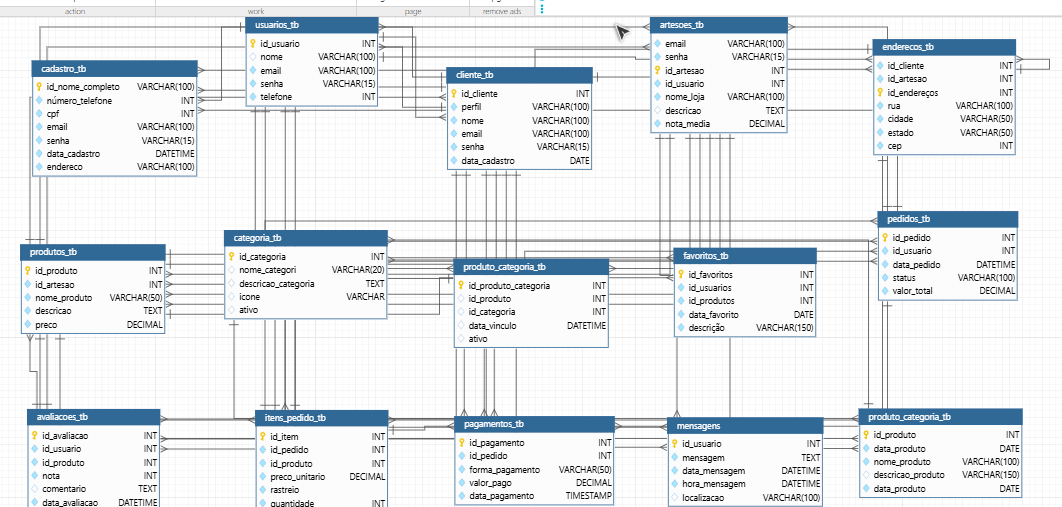 action work page remove ads
usuarios_tb
id_usuario INT
nome VARCHAR(100)
email VARCHAR(100)
senha VARCHAR(15)
telefone INT
artesoes_tb
email VARCHAR(100)
senha VARCHAR(15)
id_artesao INT
id_usuario INT
nome_loja VARCHAR(100)
descricao TEXT
nota_media DECIMAL
enderecos_tb
id_cliente INT
id_artesao INT
id_endereços INT
rua VARCHAR(100)
cidade VARCHAR(50)
estado VARCHAR(50)
cep INT
cadastro_tb
id_nome_completo VARCHAR(100)
número_telefone INT
cpf INT
email VARCHAR(100)
senha VARCHAR(15)
data_cadastro DATETIME
endereco VARCHAR(100)
cliente_tb
id_cliente INT
perfil VARCHAR(100)
nome VARCHAR(100)
email VARCHAR(100)
senha VARCHAR(15)
data_cadastro DATE
pedidos_tb
id_pedido INT
id_usuario INT
data_pedido DATETIME
status VARCHAR(100)
valor_total DECIMAL
produtos_tb
id_produto INT
id_artesao INT
nome_produto VARCHAR(50)
descricao TEXT
preco DECIMAL
categoria_tb
id_categoria INT
nome_categori VARCHAR(20)
descricao_categoria TEXT
icone VARCHAR
ativo
produto_categoria_tb
id_produto_categoria INT
id_produto INT
id_categoria INT
data_vinculo DATETIME
ativo
favoritos_tb
id_favoritos INT
id_usuarios INT
id_produtos INT
data_favorito DATE
descrição VARCHAR(150)
avaliacoes_tb
id_avaliacao INT
id_usuario INT
id_produto INT
nota INT
comentario TEXT
data_avaliacao DATETIME
itens_pedido_tb
id_item INT
id_pedido INT
id_produto INT
preco_unitario DECIMAL
rastreio
quantidade INT
pagamentos_tb
id_pagamento INT
id_pedido INT
forma_pagamento VARCHAR(50)
valor_pago DECIMAL
data_pagamento TIMESTAMP
mensagens
id_usuario INT
mensagem TEXT
data_mensagem DATETIME
hora_mensagem DATETIME
localizacao VARCHAR(100)
produto_categoria_tb
id_produto INT
data_produto DATE
nome_produto VARCHAR(100)
descricao_produto VARCHAR(150)
data_produto DATE